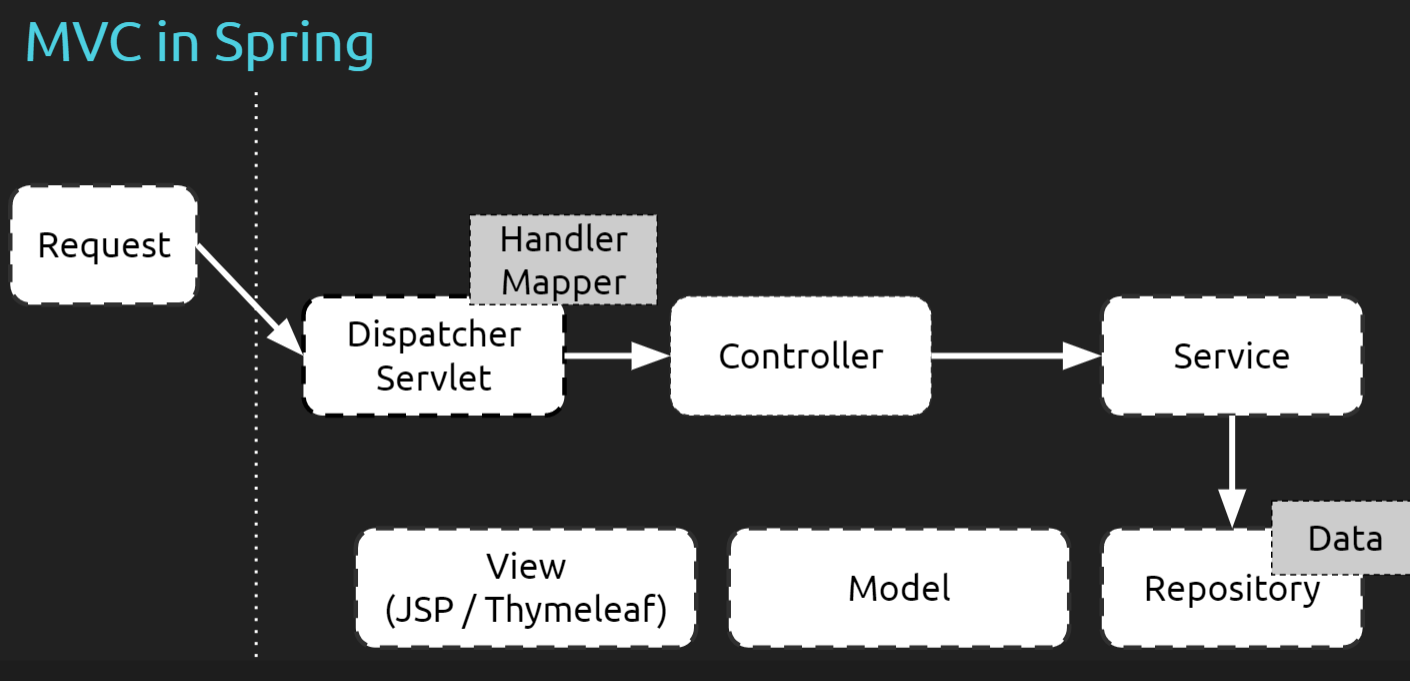 MVC in Spring
Request
Handler
Mapper
Dispatcher
Servlet
Controller
Service
View
(JSP / Thymeleaf)
Model
Repository
Data